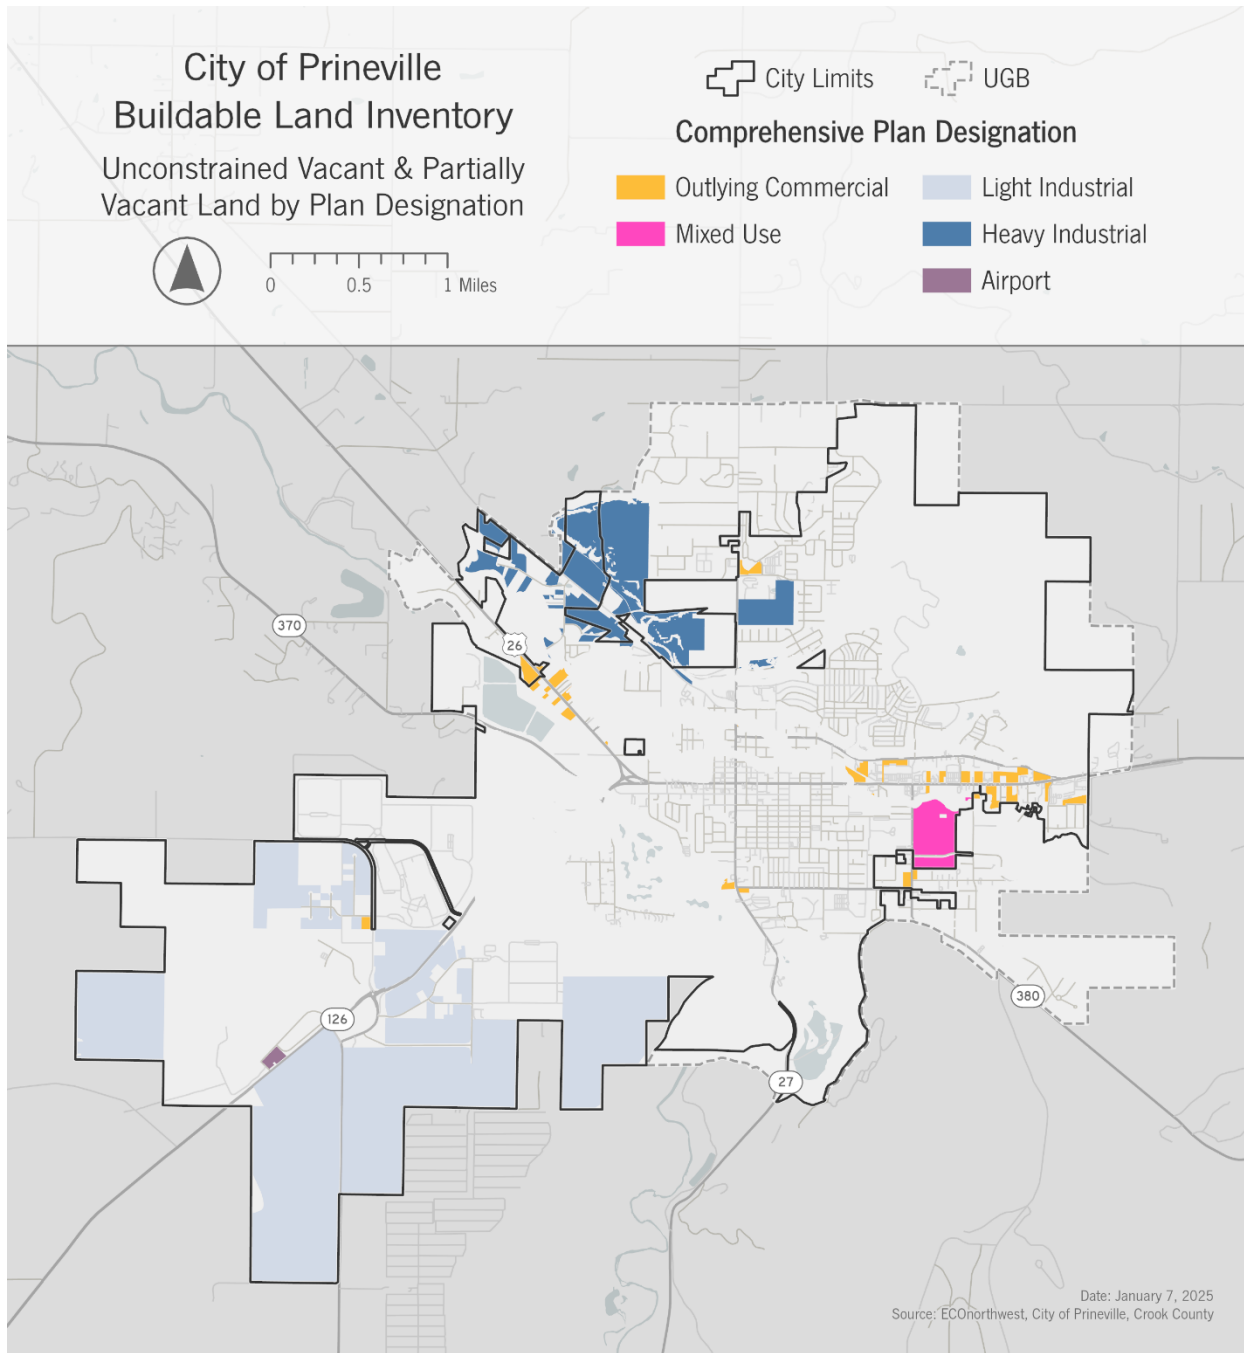 City of Prineville
Buildable Land Inventory
Unconstrained Vacant & Partially
Vacant Land by Plan Designation
0 0.5 1 Miles
City Limits
UGB
Comprehensive Plan Designation
Outlying Commercial
Light Industrial
Mixed Use
Heavy Industrial
Airport
370
26
126
380
27
Date: January 7, 2025
Source: ECOnorthwest, City of Prineville, Crook County